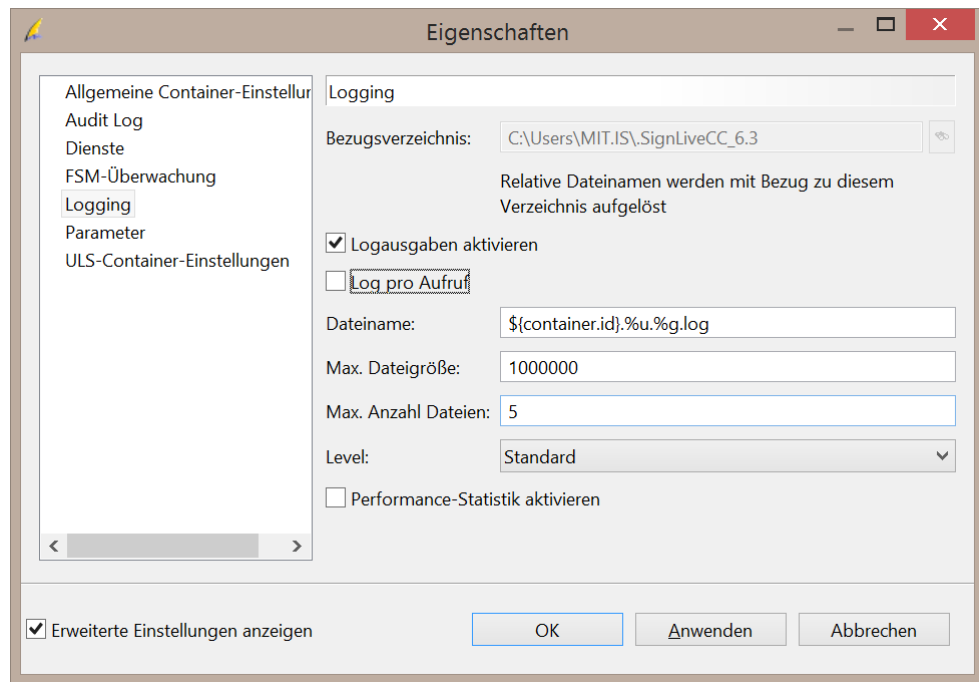 Eigenschaften
Allgemeine Container-Einstellur
Audit Log
Dienste
FSM-Überwachung
Logging
Parameter
ULS-Container-Einstellungen
Logging
Bezugsverzeichnis: C:\Users\MIT.IS\.SignLiveCC_6.3
Relative Dateinamen werden mit Bezug zu diesem
Verzeichnis aufgelöst
Logausgaben aktivieren
Log pro Aufruf
Dateiname: ${container.id}.%u.%g.log
Max. Dateigröße: 1000000
Max. Anzahl Dateien: 5
Level: Standard
Performance-Statistik aktivieren
Erweiterte Einstellungen anzeigen
OK Anwenden Abbrechen